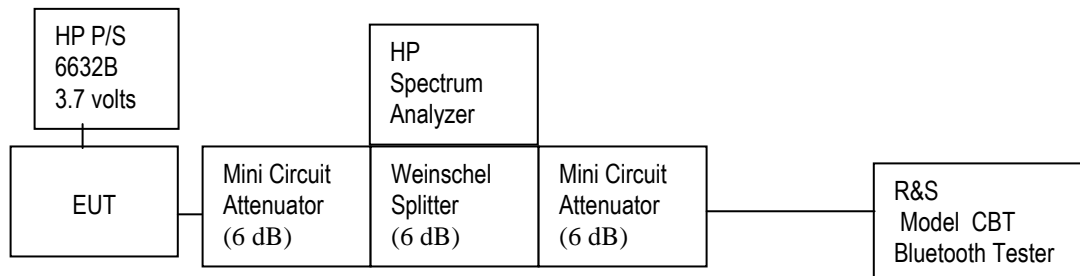 HP P/S
6632B
3.7 volts
HP
Spectrum
Analyzer
EUT
Mini Circuit
Attenuator
(6 dB)
Weinschel
Splitter
(6 dB)
Mini Circuit
Attenuator
(6 dB)
R&S
Model CBT
Bluetooth Tester